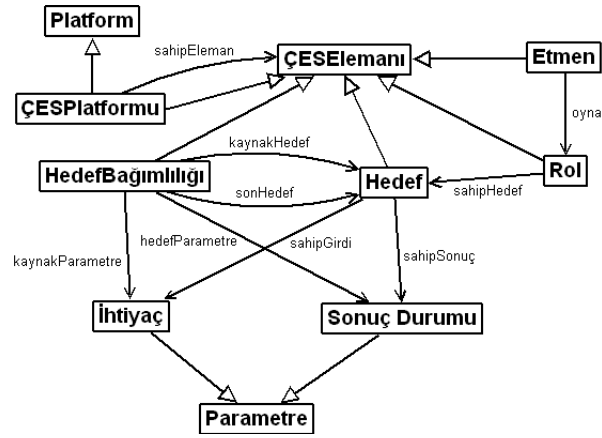 Platform
sahipEleman
ÇESElemanı
Etmen
ÇESPlatformu
oyna
kaynakHedef
HedefBağımlılığı
Hedef
Rol
sonHedef
sahipHedef
hedefParametre
sahipGirdi
kaynakParametre
sahipSonuç
İhtiyaç
Sonuç Durumu
Parametre